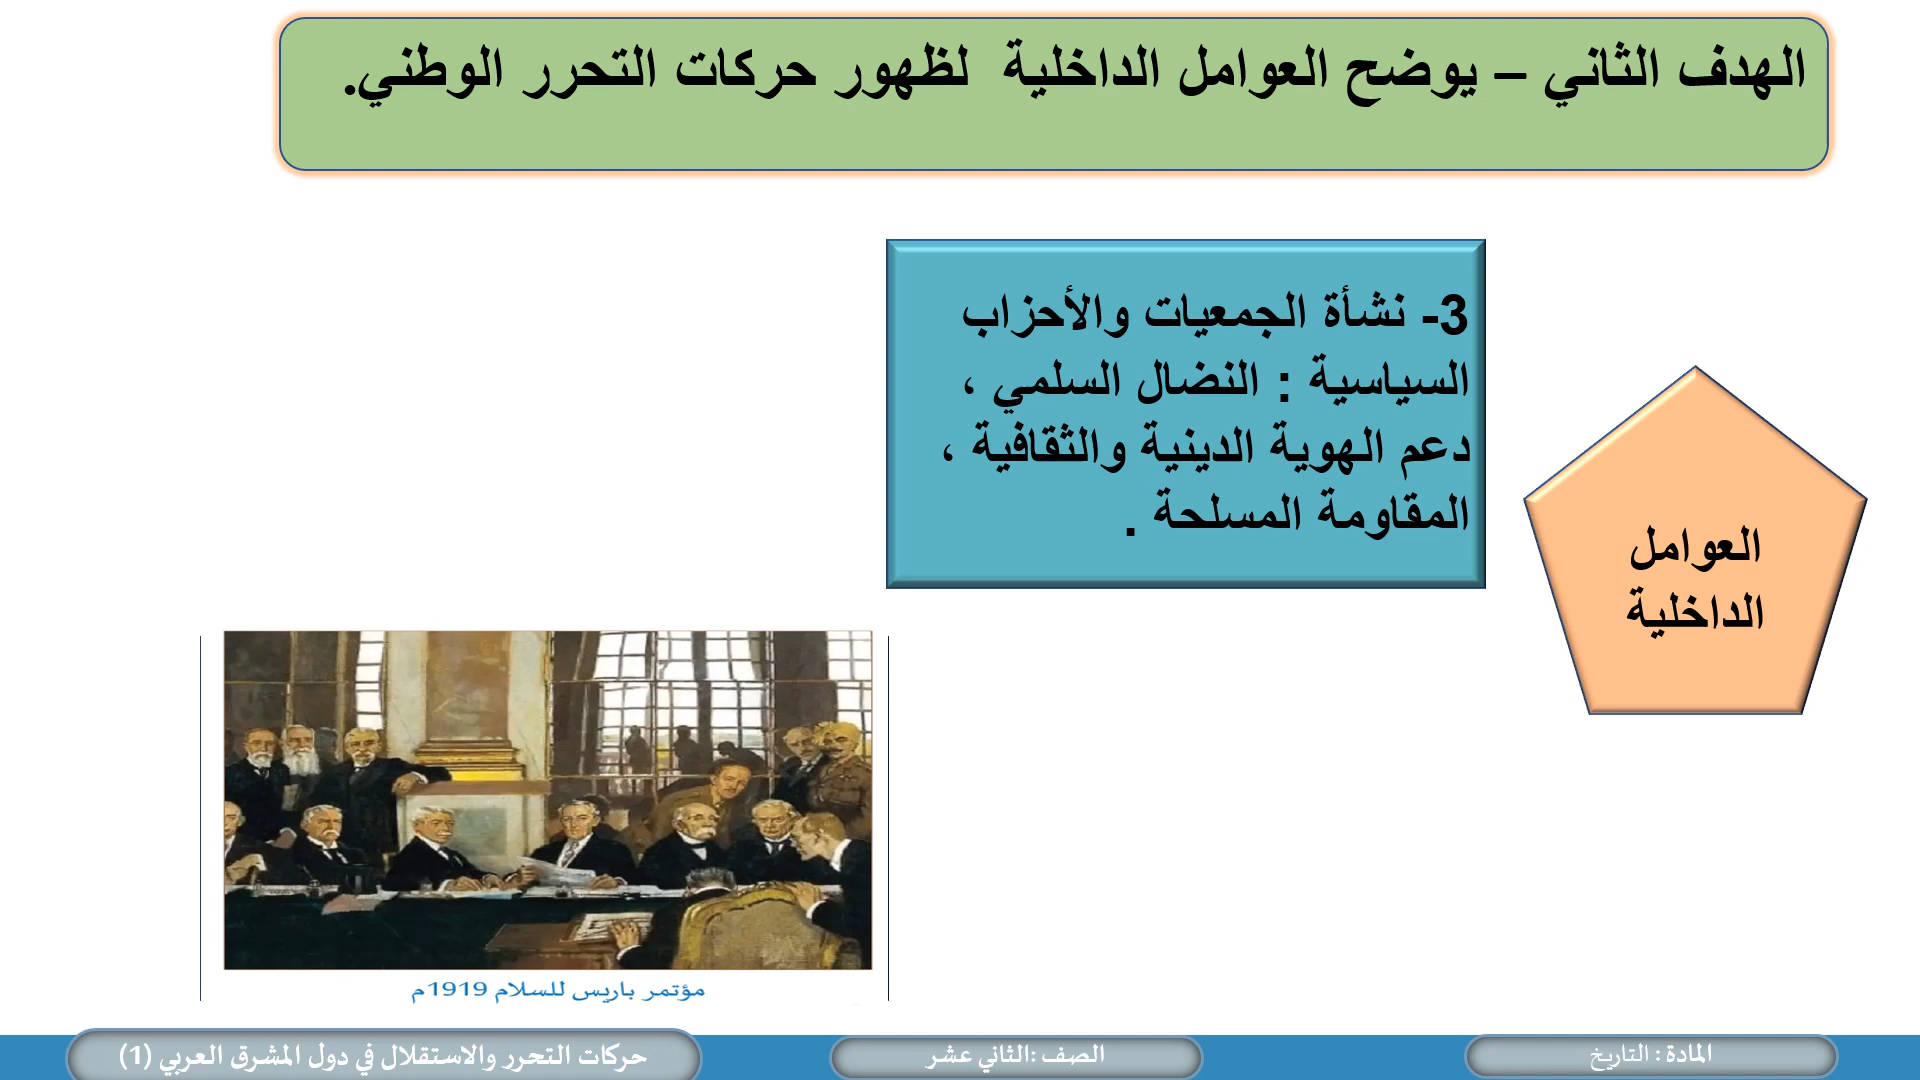 الهدف الثاني – يوضح العوامل الداخلية لظهور حركات التحرر الوطني.
3- نشأة الجمعيات والأحزاب
السياسية : النضال السلمي ،
دعم الهوية الدينية والثقافية ،
المقاومة المسلحة .
العوامل
الداخلية
مؤتمر باريس للسلام 1919م
المادة : التاريخ
الصف :الثاني عشر
حركات التحرر والاستقلال في دول المشرق العربي (1)